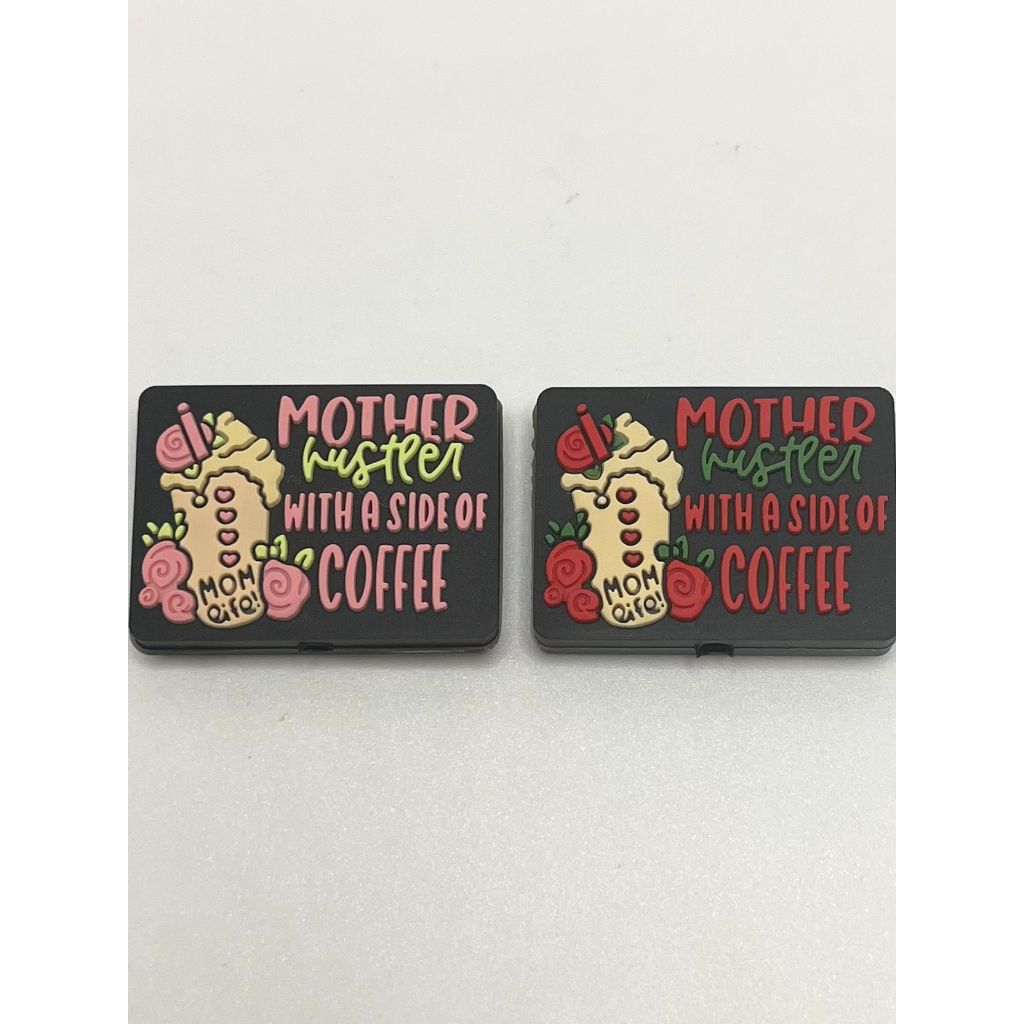 MOTHER
hustler
WITH A SIDE OF
COFFEE
MOM
life!
MOTHER
hustler
WITH A SIDE OF
COFFEE
MOM
life!